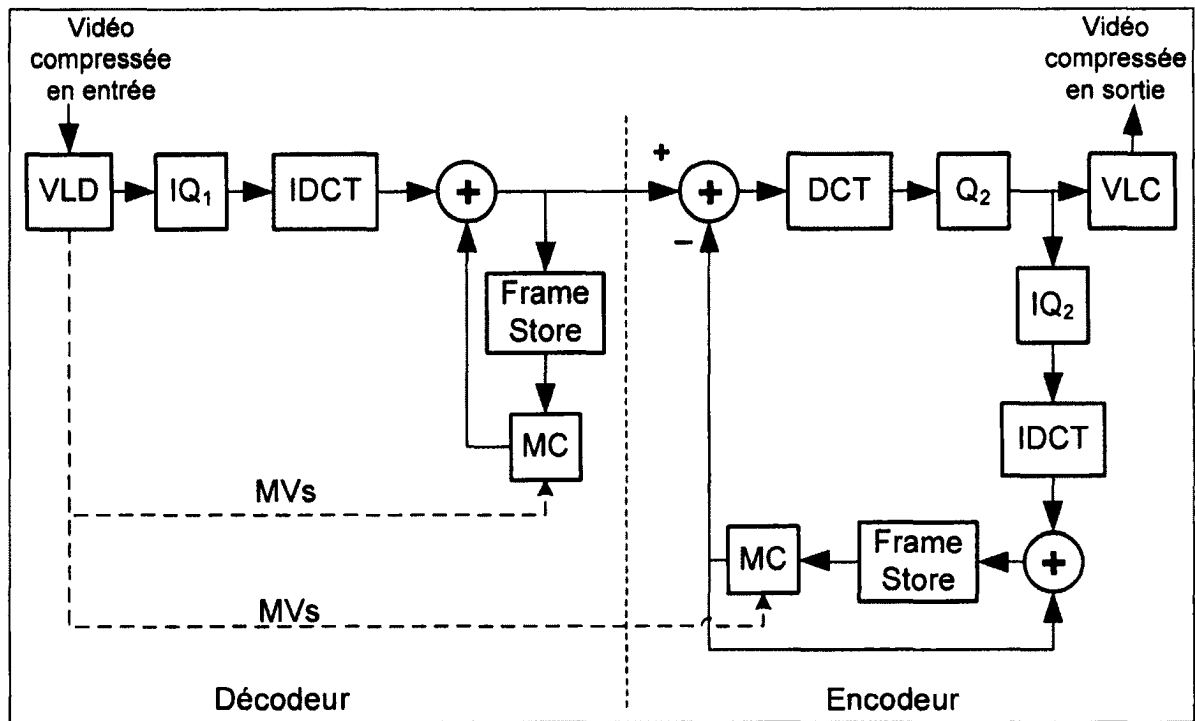 Vidéo
compressée
en entrée
Vidéo
compressée
en sortie
VLD
IQ₁
IDCT
+
+
+
−
DCT
Q₂
VLC
Frame
Store
IQ₂
MC
IDCT
MVs
MC
Frame
Store
+
MVs
Décodeur
Encodeur